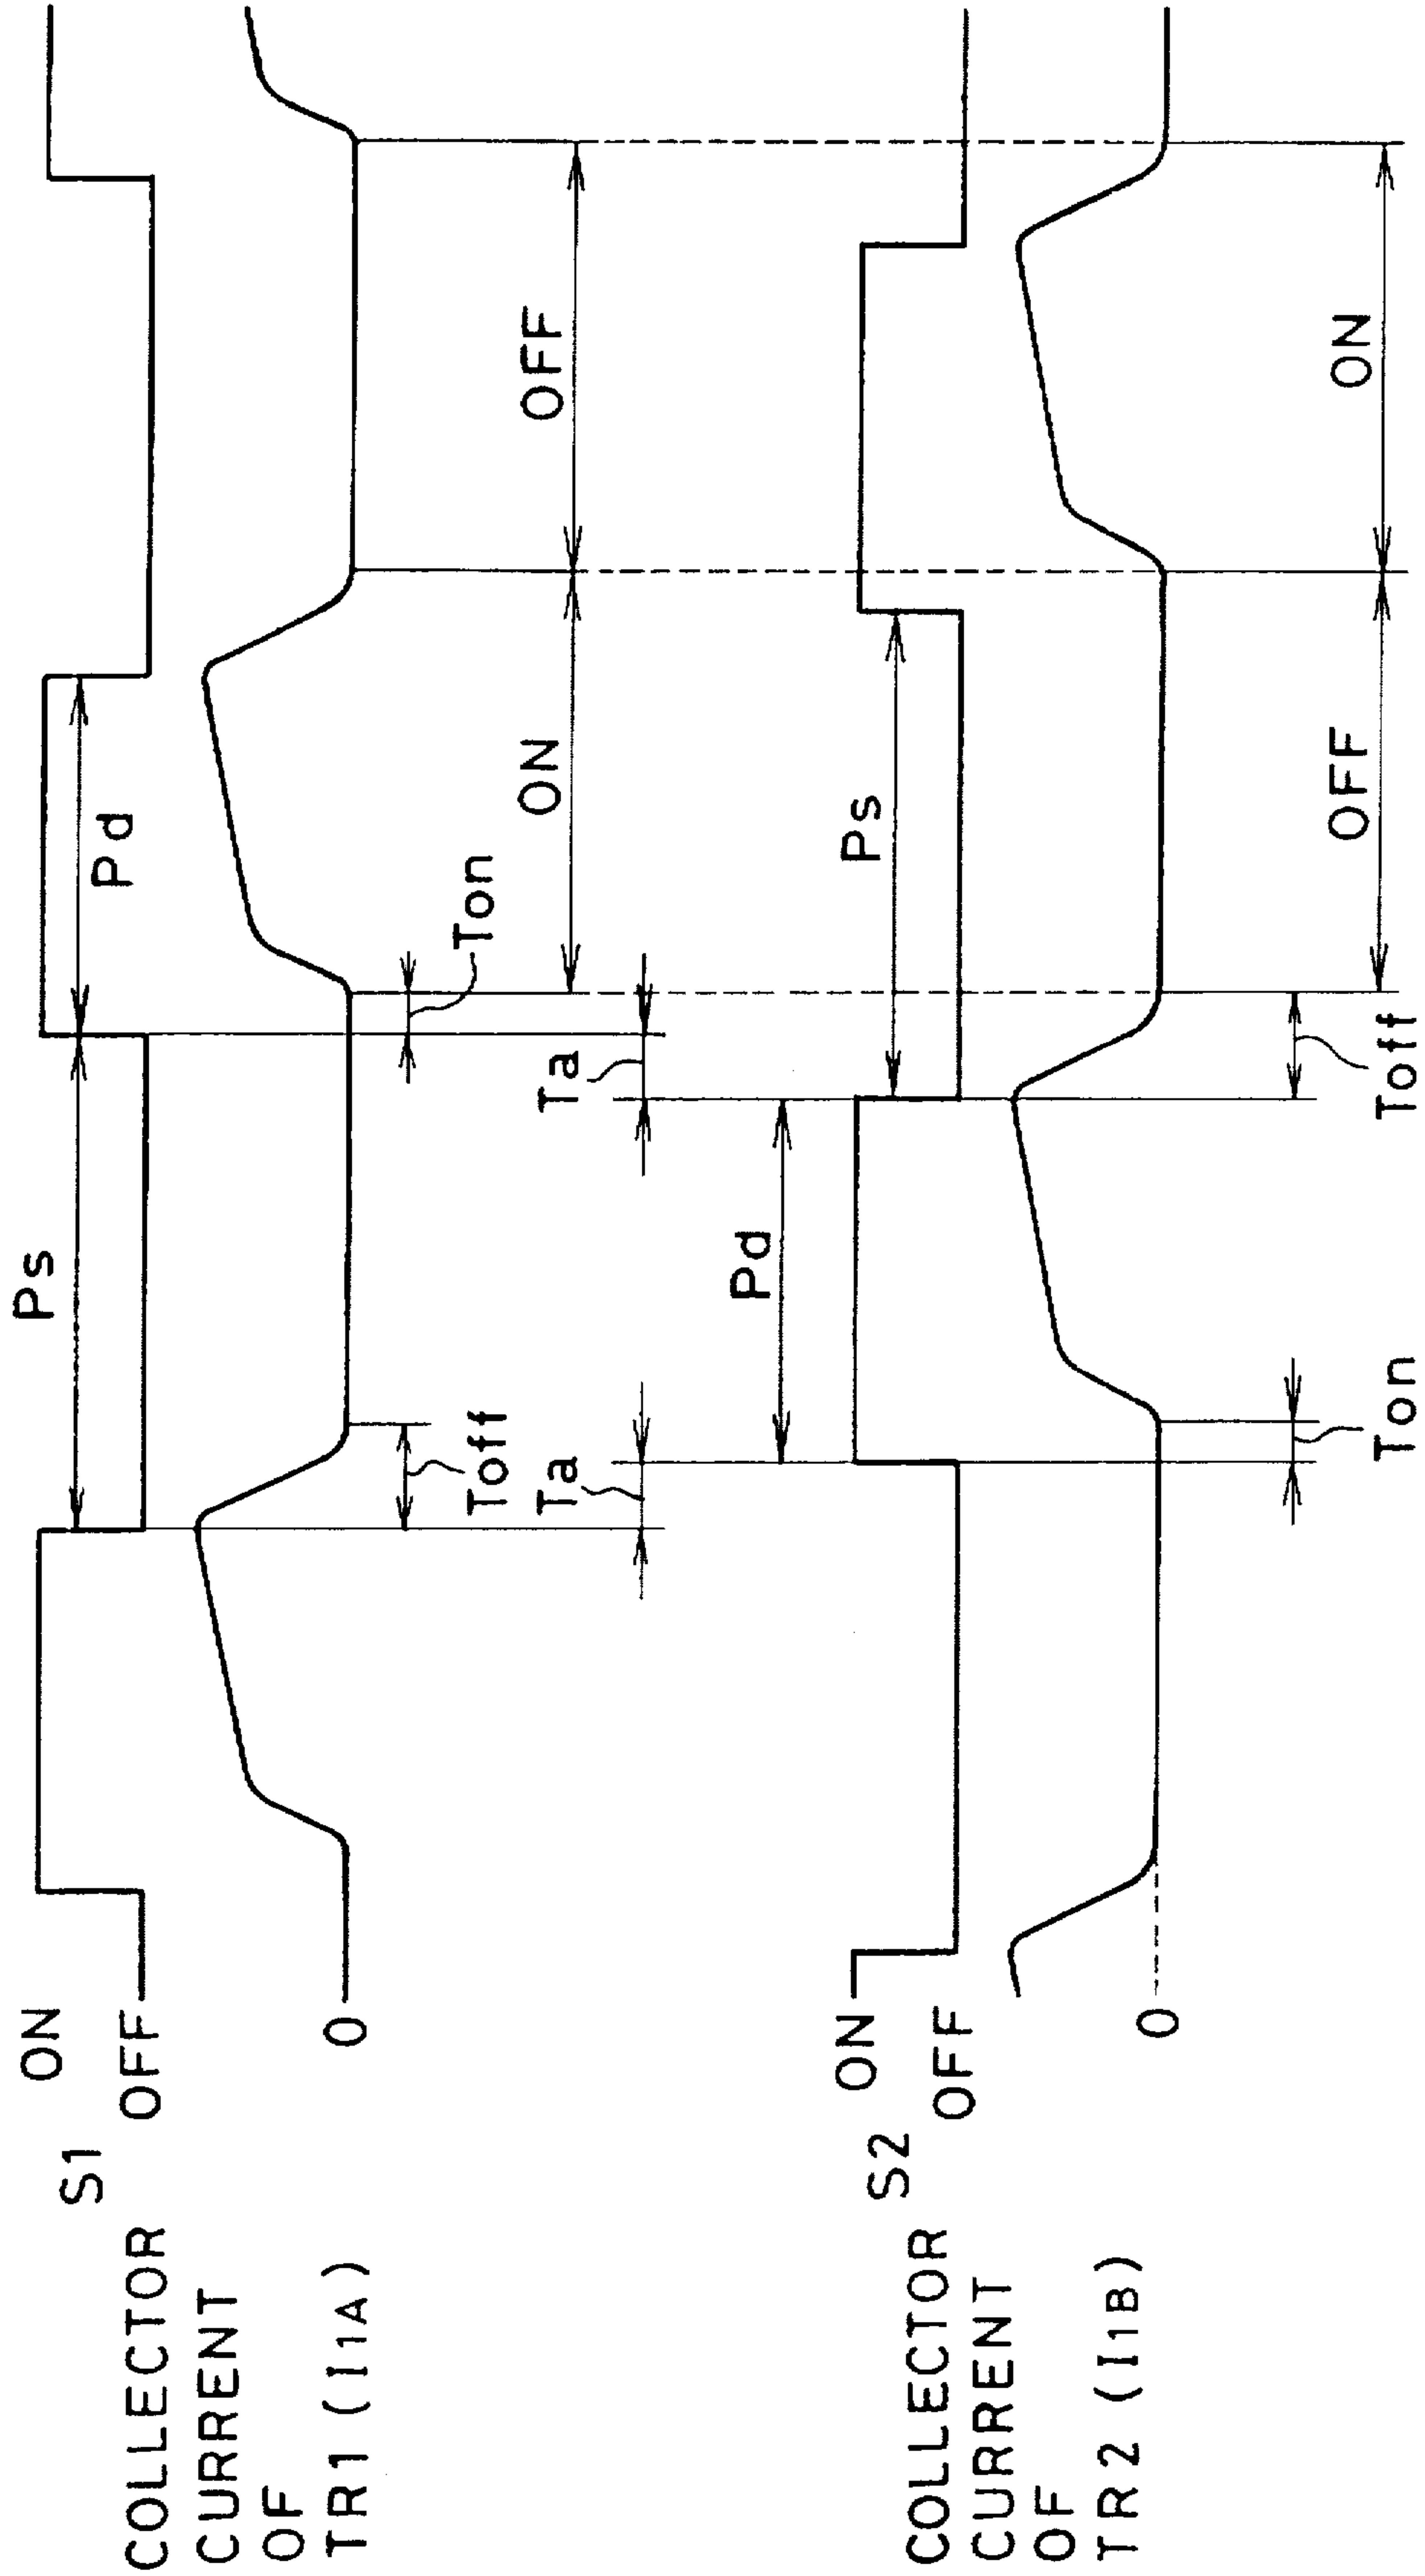 S1
ON
OFF
Ps
Pd
COLLECTOR
CURRENT
OF
TR1 (I1A)
0
Toff
Ton
ON
OFF
Ta
Ta
S2
ON
OFF
Pd
Ps
COLLECTOR
CURRENT
OF
TR2 (I1B)
0
Ton
Toff
OFF
ON